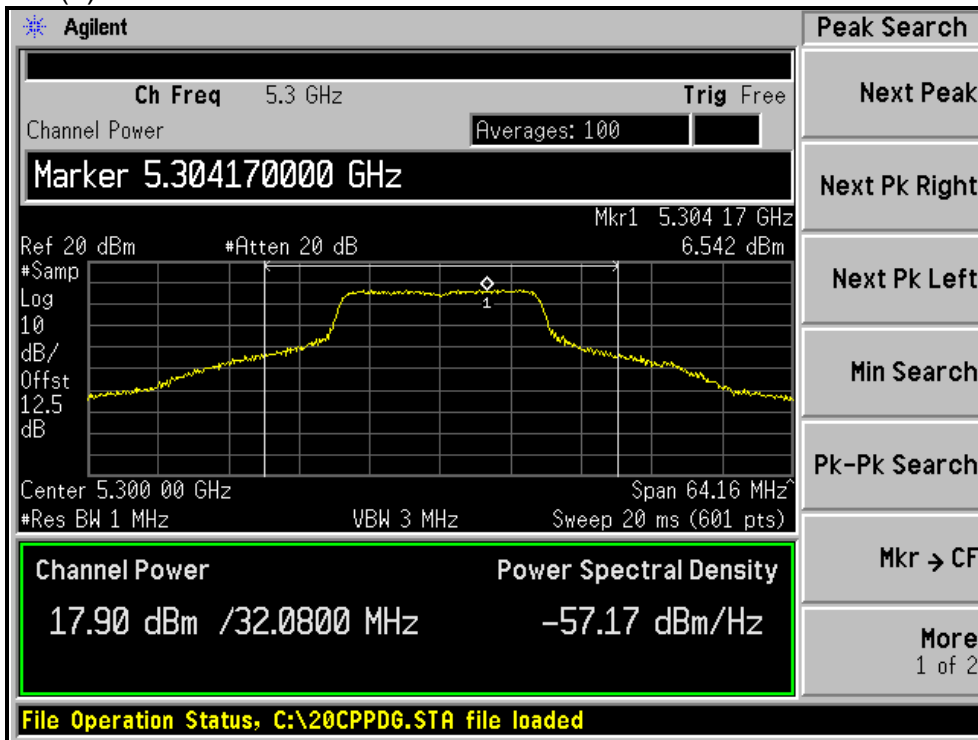 Agilent
Peak Search
Ch Freq 5.3 GHz Trig Free
Channel Power Averages: 100
Marker 5.304170000 GHz
Mkr1 5.304 17 GHz
Ref 20 dBm #Atten 20 dB 6.542 dBm
#Samp
Log
10
dB/
Offst
12.5
dB
1
Center 5.300 00 GHz Span 64.16 MHz^
#Res BW 1 MHz VBW 3 MHz Sweep 20 ms (601 pts)
Channel Power Power Spectral Density
17.90 dBm /32.0800 MHz -57.17 dBm/Hz
File Operation Status, C:\20CPPDG.STA file loaded
Next Peak
Next Pk Right
Next Pk Left
Min Search
Pk-Pk Search
Mkr → CF
More
1 of 2